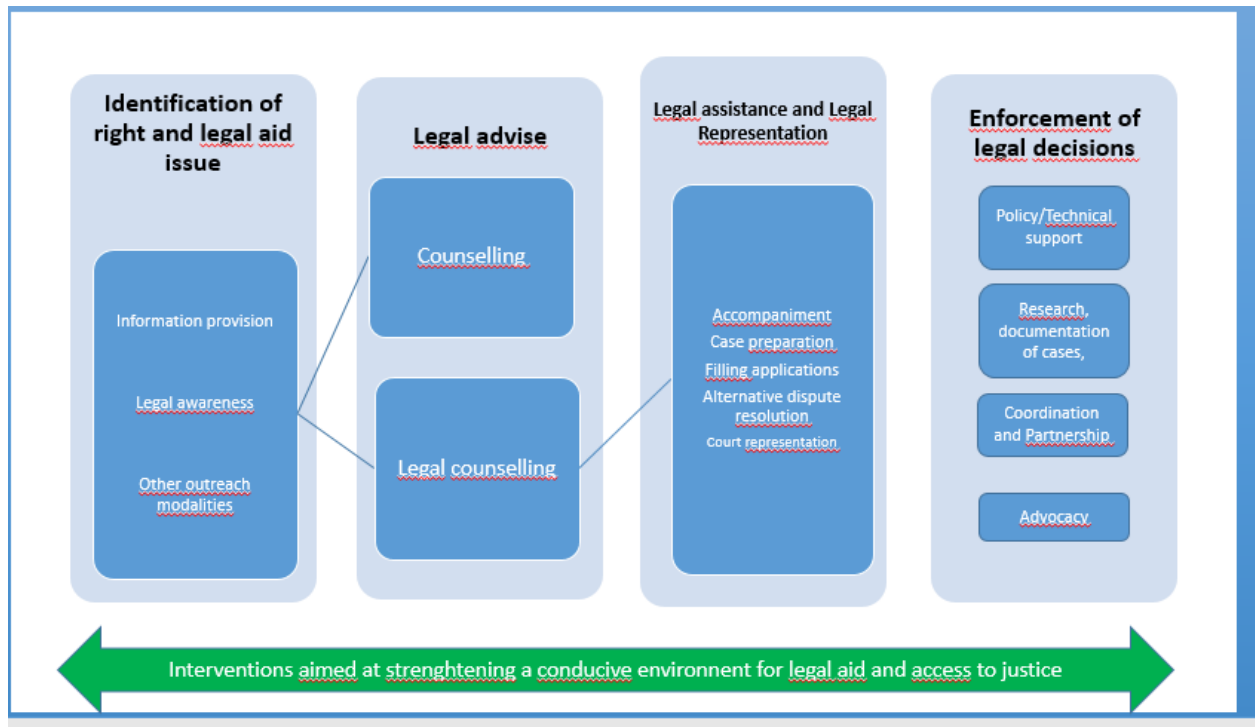 Identification of
right and legal aid
issue
Information provision
Legal awareness
Other outreach
modalities
Legal advise
Counselling
Legal counselling
Legal assistance and Legal
Representation
Accompaniment
Case preparation
Filling applications
Alternative dispute
resolution
Court representation
Enforcement of
legal decisions
Policy/Technical
support
Research,
documentation
of cases,
Coordination
and Partnership
Advocacy
Interventions aimed at strenghtening a conducive environment for legal aid and access to justice